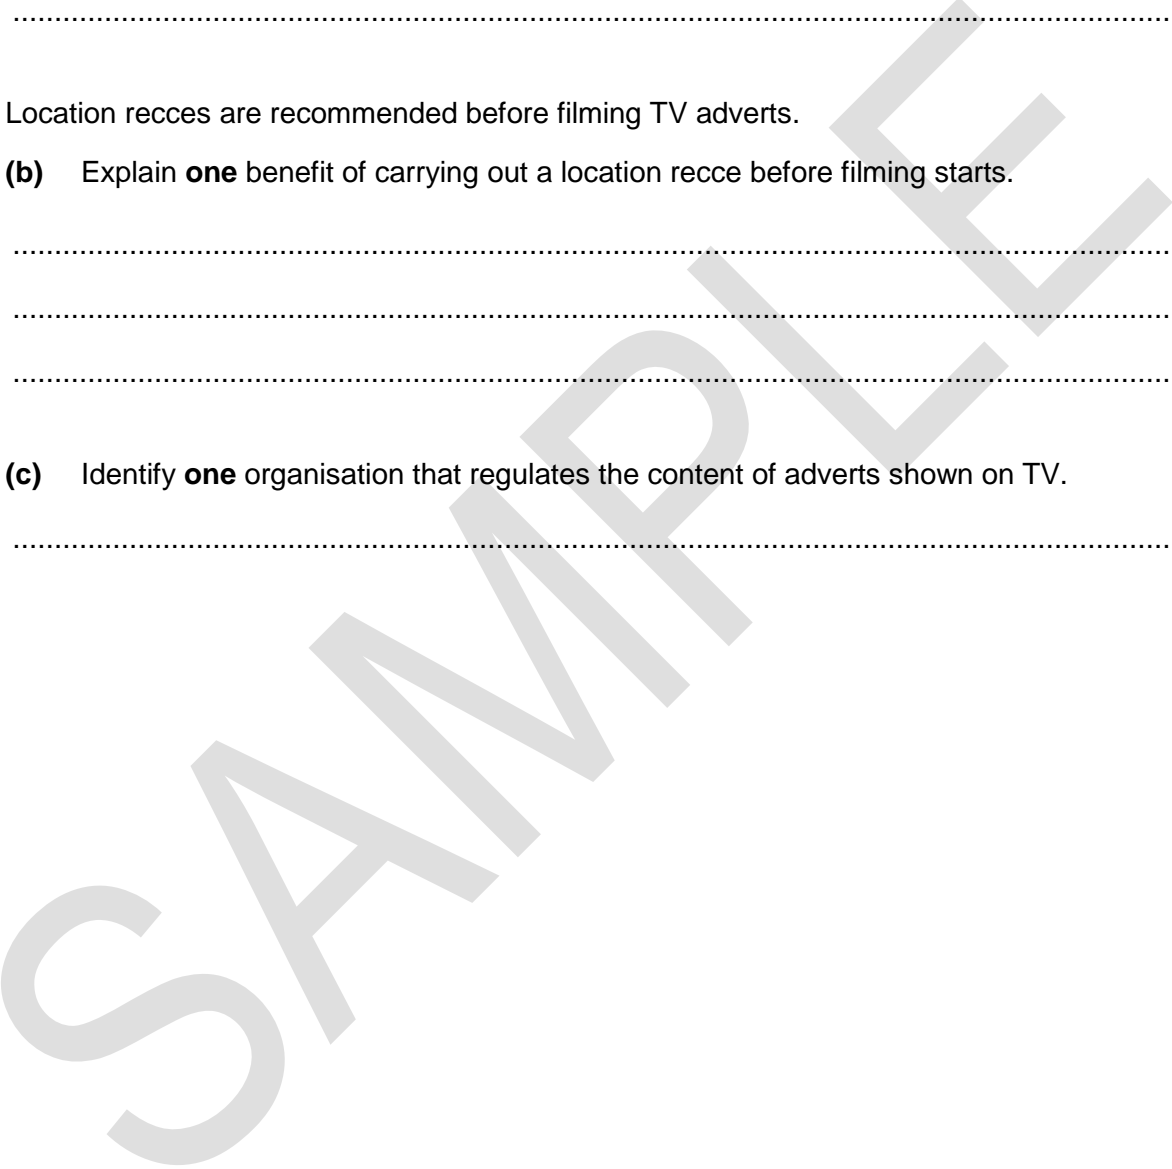 Location recces are recommended before filming TV adverts.
(b) Explain one benefit of carrying out a location recce before filming starts.
(c) Identify one organisation that regulates the content of adverts shown on TV.
SAMPLE